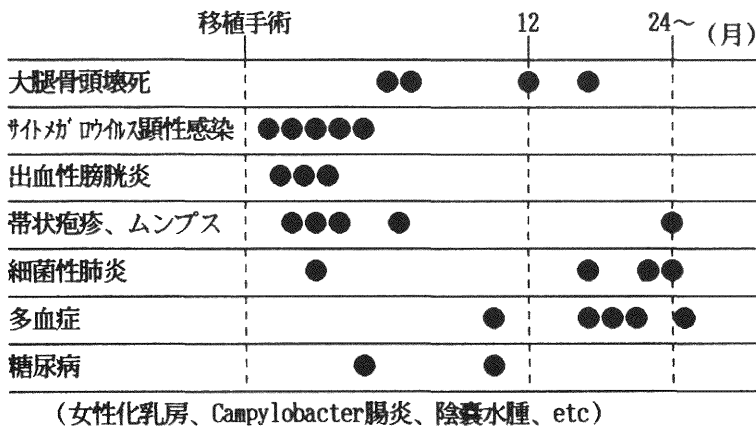 移植手術 12 24~ (月)
大腿骨頭壊死
サイトメガロウイルス顕性感染
出血性膀胱炎
帯状疱疹、ムンプス
細菌性肺炎
多血症
糖尿病
(女性化乳房、Campylobacter腸炎、陰嚢水腫、etc)